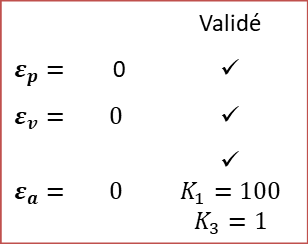 Validé
εₚ = 0 ✓
εᵥ = 0 ✓
✓
εₐ = 0 K₁ = 100
K₃ = 1